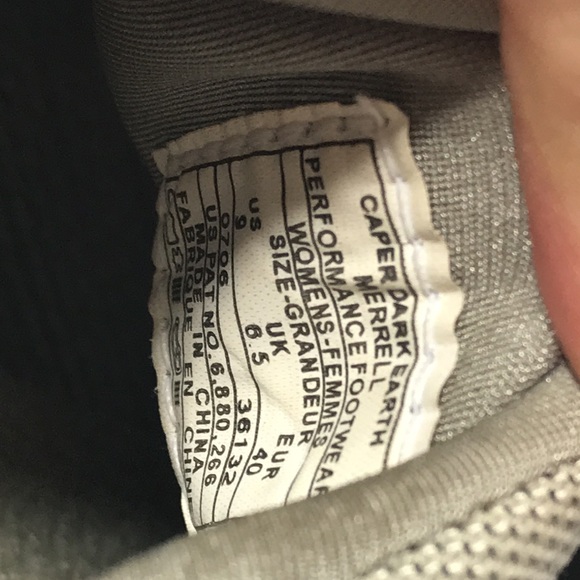 CAPER DARK EARTH
MERRELL
PERFORMANCE FOOTWEAR
WOMENS-FEMMES
SIZE-GRANDEUR
US UK EUR
9 6.5 40
0706 36132
US PAT NO. 6,880,266
MADE IN CHINA
FABRIQUE EN CHINE